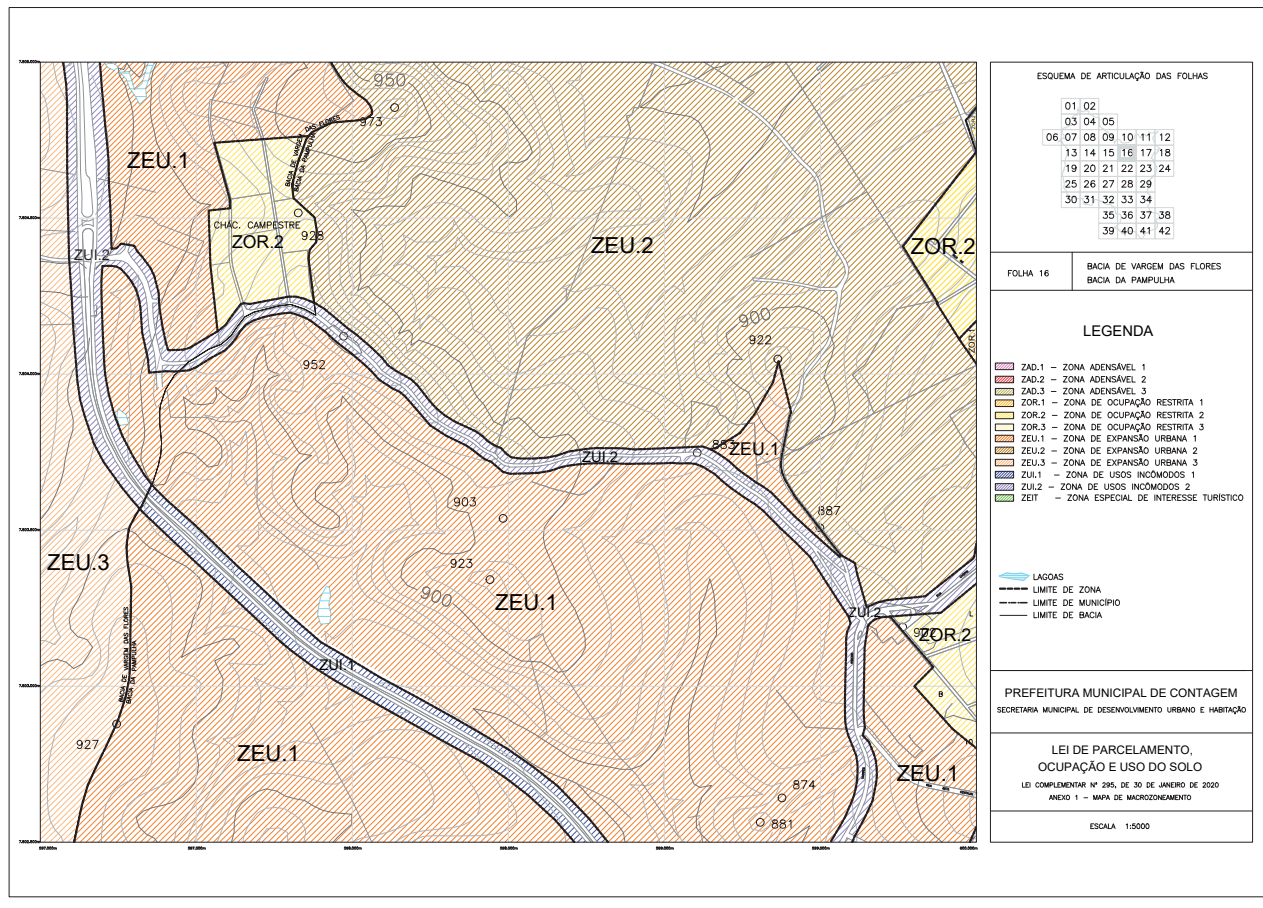 950
973
BACIA DE VARGEM DAS FLORES
BACIA DA PAMPULHA
ZEU.1
CHÁC. CAMPESTRE
928
ZOR.2
ZUI.2
ZEU.2
ZOR.2
ZOR.1
900
922
952
883
ZEU.1
ZUI.2
903
887
ZEU.3
923
900
ZEU.1
ZUI.2
L
902
ZOR.2
BACIA DE VARGEM DAS FLORES
BACIA DA PAMPULHA
ZUI.1
B
927
ZEU.1
ZEU.1
874
881
ESQUEMA DE ARTICULAÇÃO DAS FOLHAS
01 02
03 04 05
06 07 08 09 10 11 12
13 14 15 16 17 18
19 20 21 22 23 24
25 26 27 28 29
30 31 32 33 34
35 36 37 38
39 40 41 42
FOLHA 16
BACIA DE VARGEM DAS FLORES
BACIA DA PAMPULHA
LEGENDA
ZAD.1 – ZONA ADENSÁVEL 1
ZAD.2 – ZONA ADENSÁVEL 2
ZAD.3 – ZONA ADENSÁVEL 3
ZOR.1 – ZONA DE OCUPAÇÃO RESTRITA 1
ZOR.2 – ZONA DE OCUPAÇÃO RESTRITA 2
ZOR.3 – ZONA DE OCUPAÇÃO RESTRITA 3
ZEU.1 – ZONA DE EXPANSÃO URBANA 1
ZEU.2 – ZONA DE EXPANSÃO URBANA 2
ZEU.3 – ZONA DE EXPANSÃO URBANA 3
ZUI.1 – ZONA DE USOS INCÔMODOS 1
ZUI.2 – ZONA DE USOS INCÔMODOS 2
ZEIT – ZONA ESPECIAL DE INTERESSE TURÍSTICO
LAGOAS
LIMITE DE ZONA
LIMITE DE MUNICÍPIO
LIMITE DE BACIA
PREFEITURA MUNICIPAL DE CONTAGEM
SECRETARIA MUNICIPAL DE DESENVOLVIMENTO URBANO E HABITAÇÃO
LEI DE PARCELAMENTO,
OCUPAÇÃO E USO DO SOLO
LEI COMPLEMENTAR Nº 295, DE 30 DE JANEIRO DE 2020
ANEXO 1 – MAPA DE MACROZONEAMENTO
ESCALA 1:5000